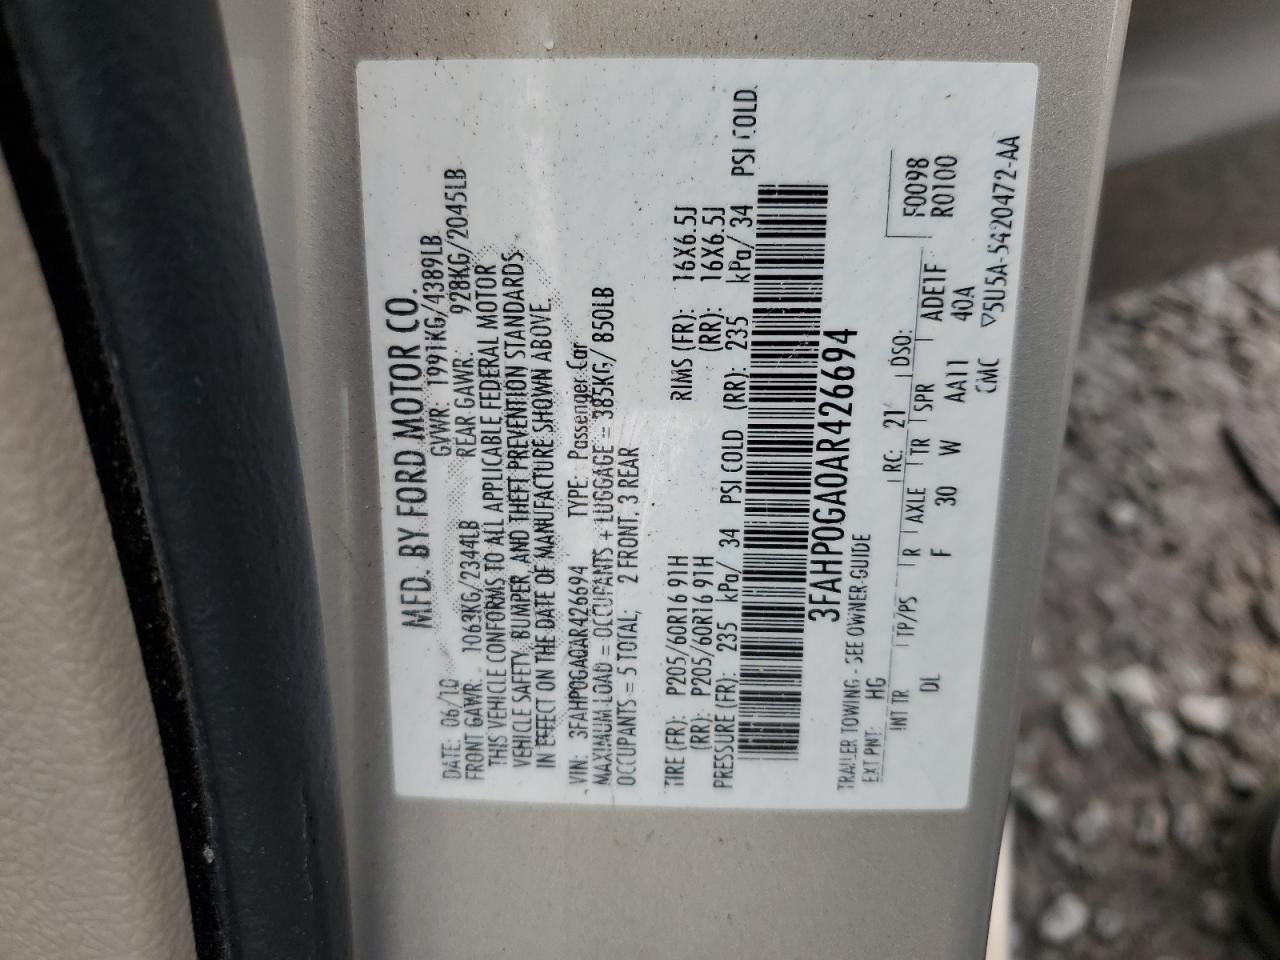 MFD. BY FORD MOTOR CO.
DATE: 06/10 GVWR: 1991KG/4389LB
FRONT GAWR: 1063KG/2344LB REAR GAWR: 928KG/2045LB
THIS VEHICLE CONFORMS TO ALL APPLICABLE FEDERAL MOTOR
VEHICLE SAFETY, BUMPER, AND THEFT PREVENTION STANDARDS
IN EFFECT ON THE DATE OF MANUFACTURE SHOWN ABOVE.
VIN: 3FAHP0GA0AR426694 TYPE: Passenger Car
MAXIMUM LOAD = OCCUPANTS + LUGGAGE = 385KG/ 850LB
OCCUPANTS = 5 TOTAL; 2 FRONT. 3 REAR
TIRE (FR): P205/60R16 91H RIMS (FR): 16X6.5J
(RR): P205/60R16 91H (RR): 16X6.5J
PRESSURE (FR): 235 kPa/ 34 PSI COLD (RR): 235 kPa/ 34 PSI COLD.
3FAHP0GA0AR426694
TRAILER TOWING - SEE OWNER GUIDE
EXT PNT: HG RC: 21 DSO: F0098
R0100
INT TR TP/PS R AXLE TR SPR ADE1F
DL F 30 W AA11 40A
CMC ▽5U5A-5420472-AA